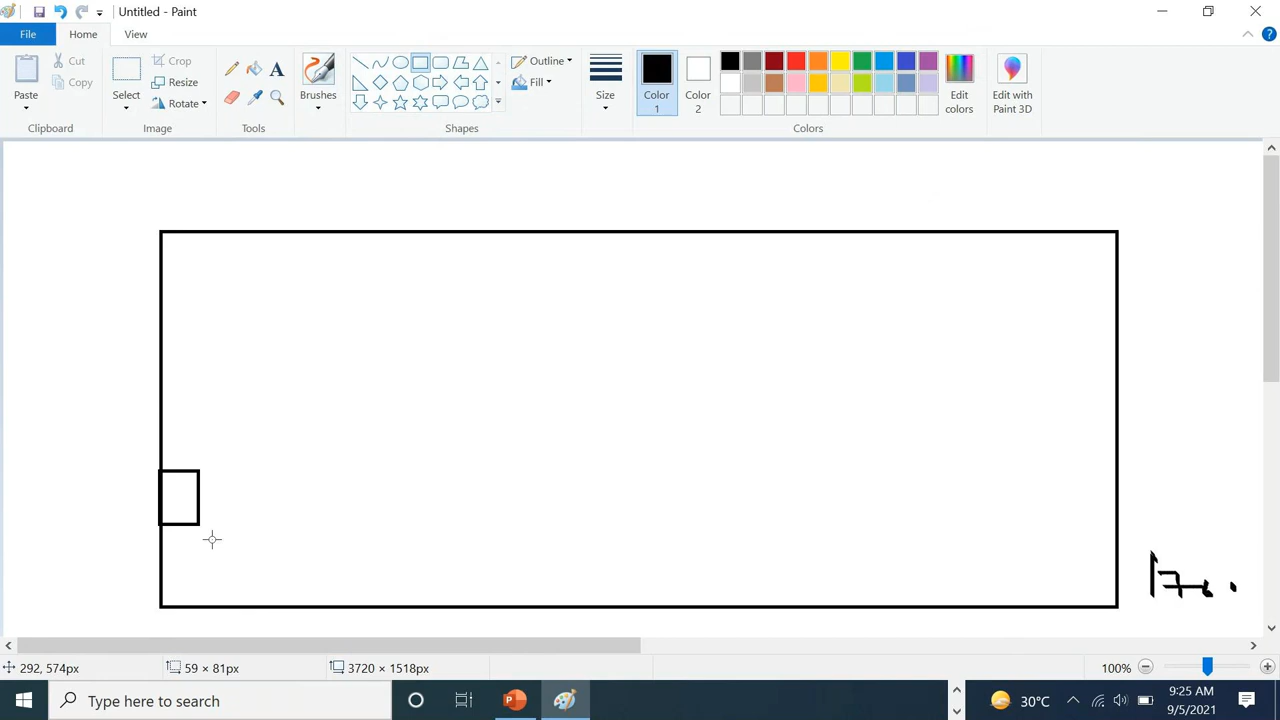 Untitled - Paint
File
Home
View
Paste
Cut
Copy
Clipboard
Select
Crop
Resize
Rotate
Image
A
Tools
Brushes
Outline
Fill
Shapes
Size
Color
1
Color
2
Colors
Edit
colors
Edit with
Paint 3D
292, 574px
59 × 81px
3720 × 1518px
100%
Type here to search
30°C
9:25 AM
9/5/2021